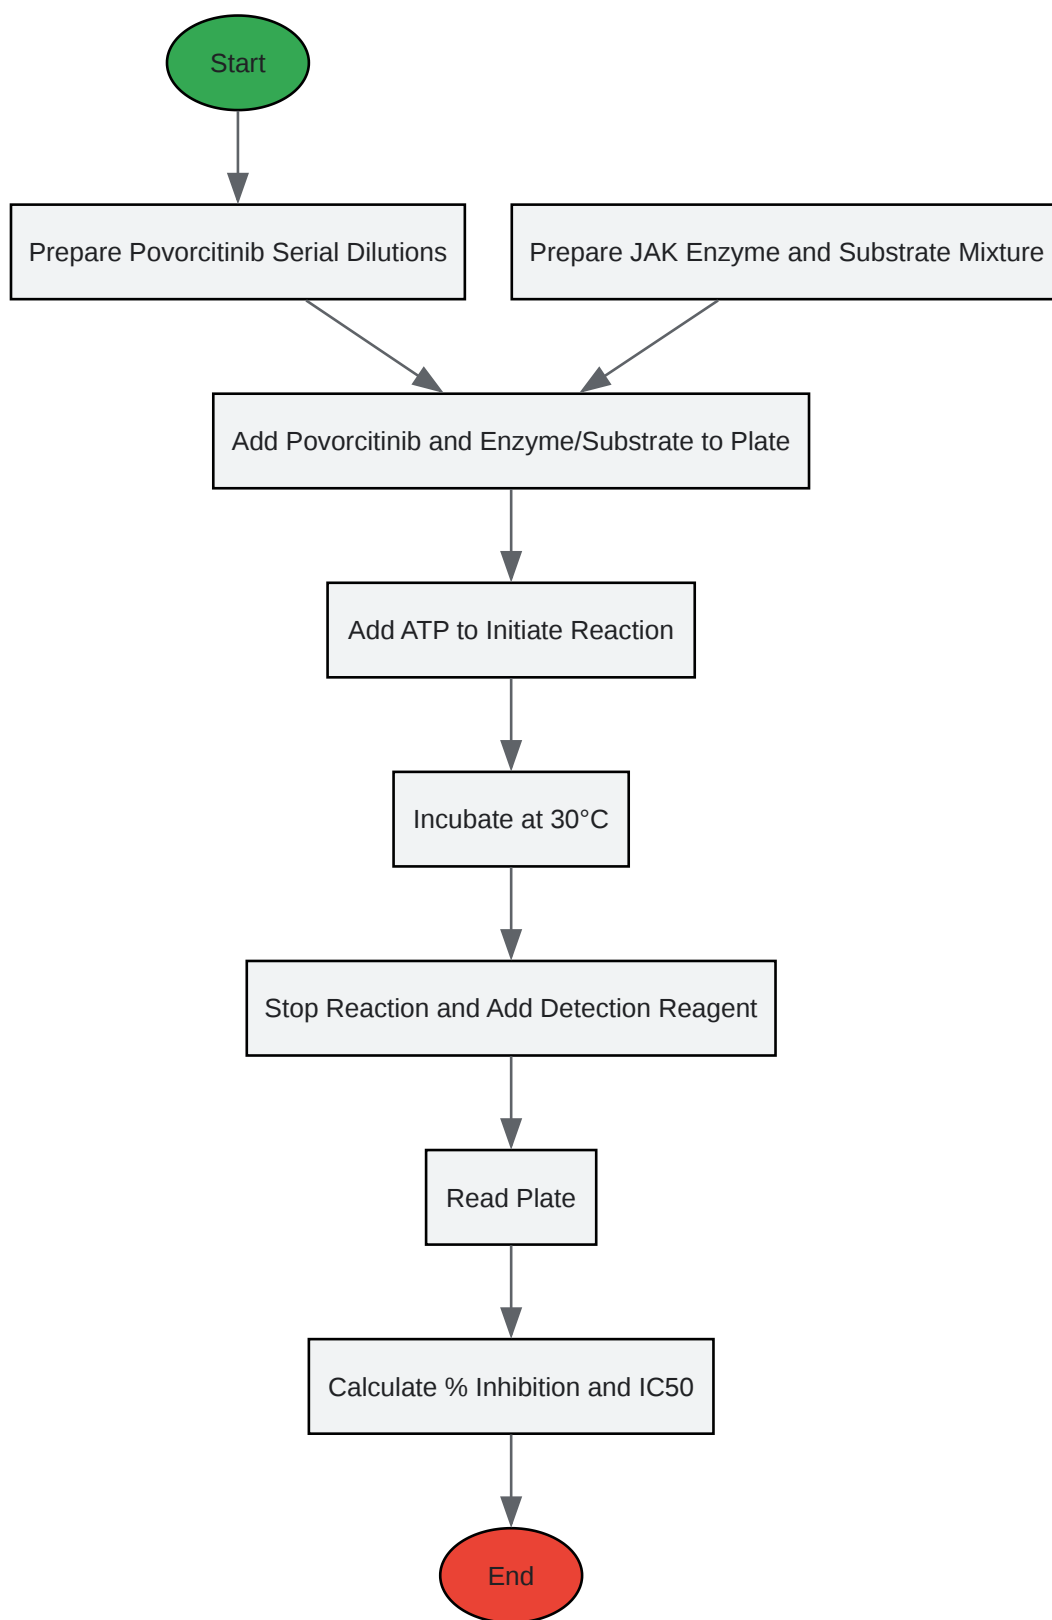 Start
Prepare Povorcitinib Serial Dilutions
Prepare JAK Enzyme and Substrate Mixture
Add Povorcitinib and Enzyme/Substrate to Plate
Add ATP to Initiate Reaction
Incubate at 30°C
Stop Reaction and Add Detection Reagent
Read Plate
Calculate % Inhibition and IC50
End